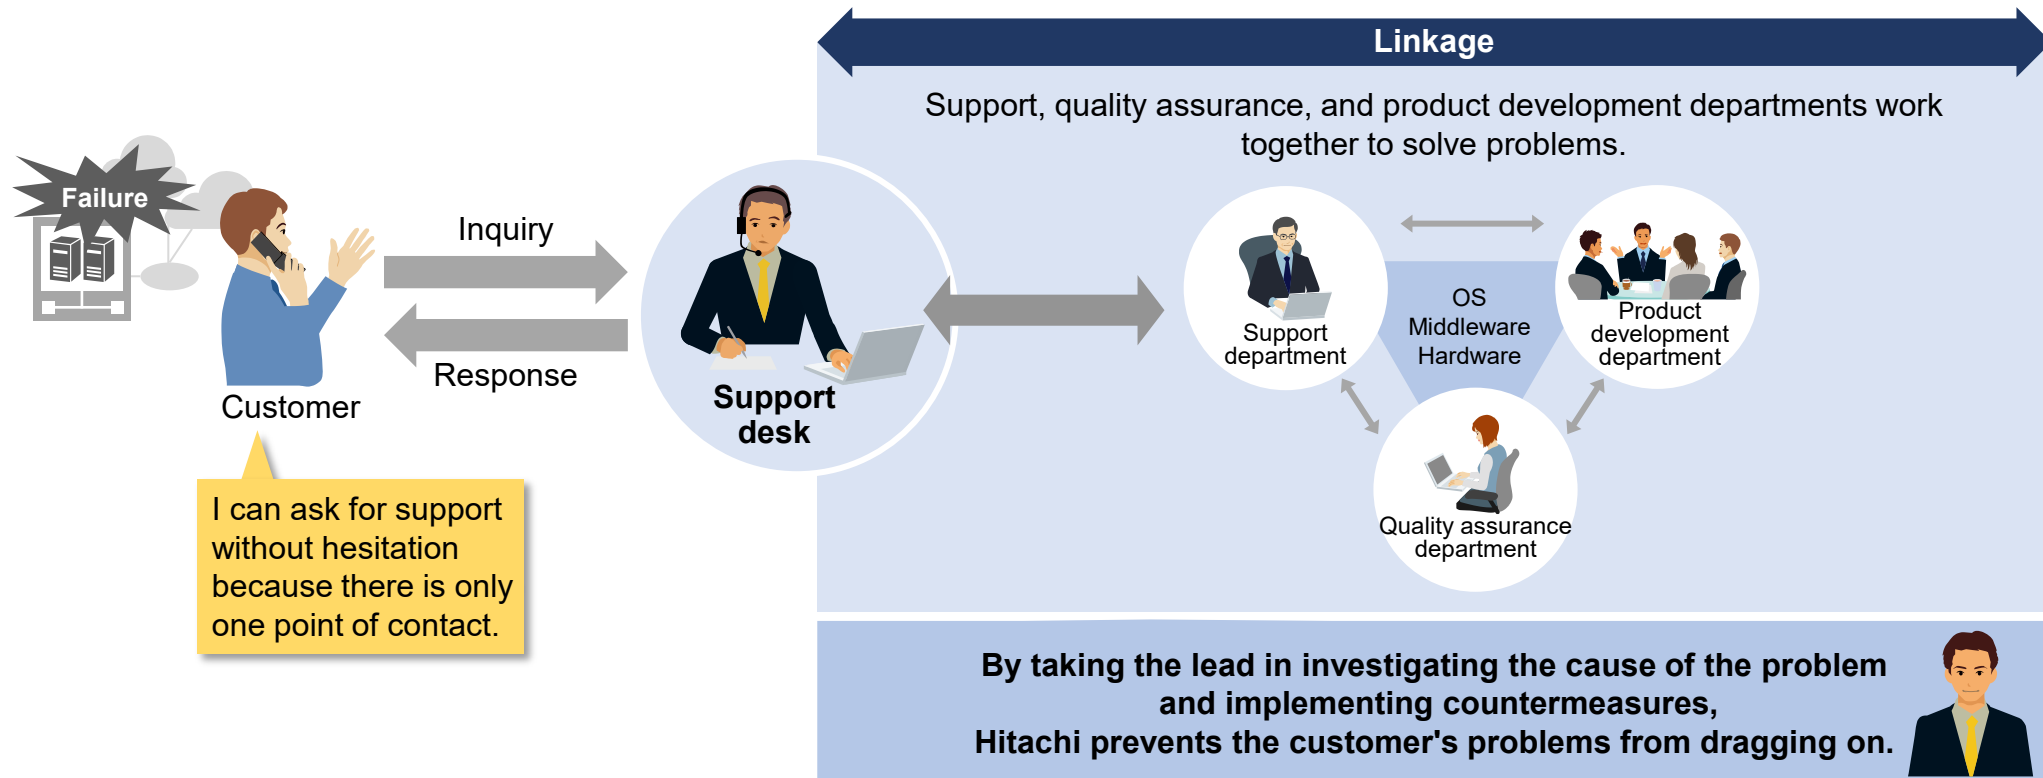 Linkage
Support, quality assurance, and product development departments work
together to solve problems.
Failure
Inquiry
Response
Customer
I can ask for support
without hesitation
because there is only
one point of contact.
Support
desk
Support
department
OS
Middleware
Hardware
Product
development
department
Quality assurance
department
By taking the lead in investigating the cause of the problem
and implementing countermeasures,
Hitachi prevents the customer's problems from dragging on.